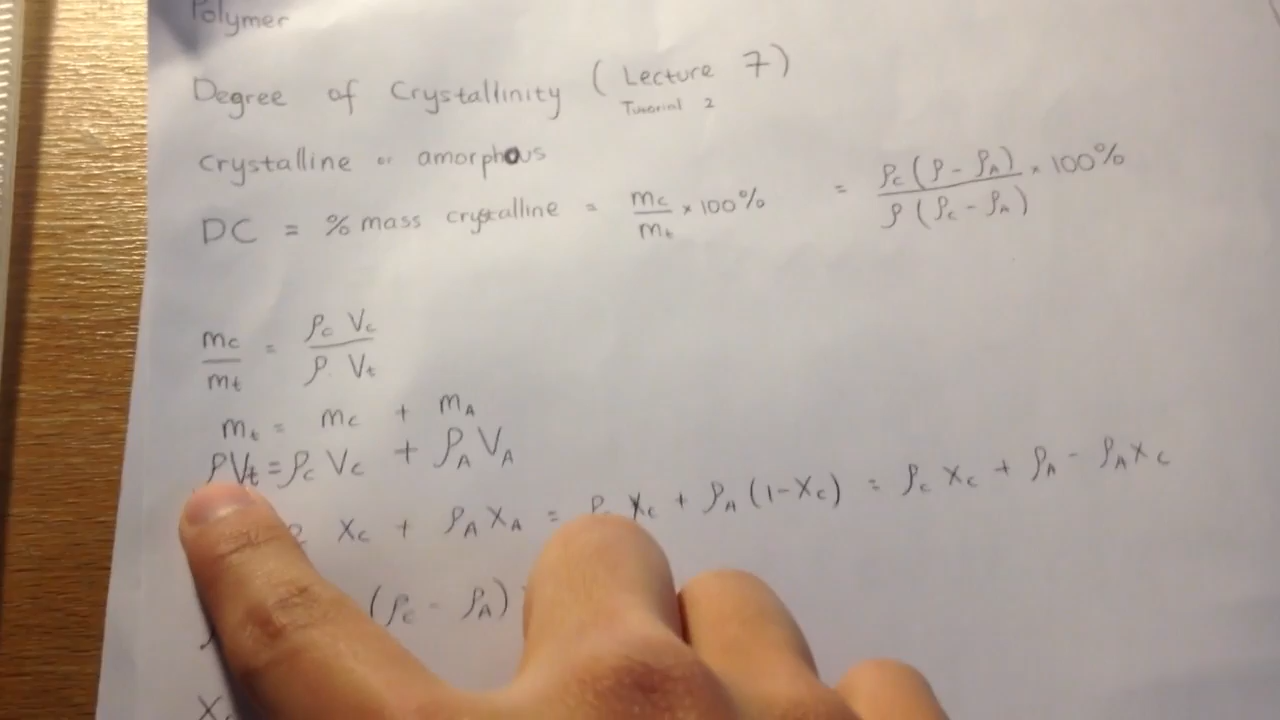 Polymer
Degree of Crystallinity (Lecture 7)
Tutorial 2
Crystalline or amorphous
DC = % mass crystalline = mc/mt × 100% = ρc(ρ - ρA)/ρ(ρc - ρA) × 100%
mc/mt = ρc Vc/ρ Vt
mt = mc + mA
ρVt = ρc Vc + ρA VA
Xc + ρA XA = ρc Xc + ρA (1-Xc) = ρc Xc + ρA - ρA Xc
(ρc - ρA)